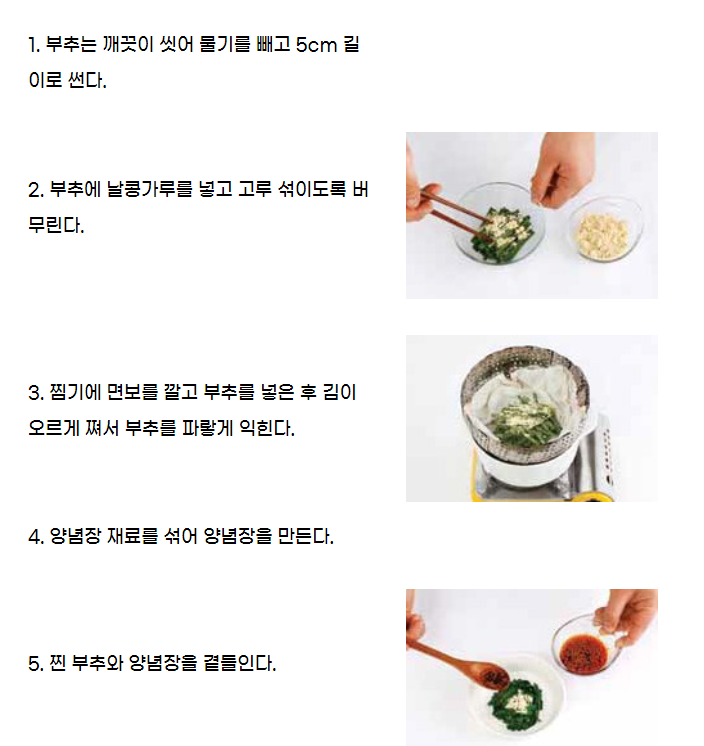 1. 부추는 깨끗이 씻어 물기를 빼고 5cm 길
이로 썬다.
2. 부추에 날콩가루를 넣고 고루 섞이도록 버
무린다.
3. 찜기에 면보를 깔고 부추를 넣은 후 김이
오르게 쪄서 부추를 파랗게 익힌다.
4. 양념장 재료를 섞어 양념장을 만든다.
5. 찐 부추와 양념장을 곁들인다.